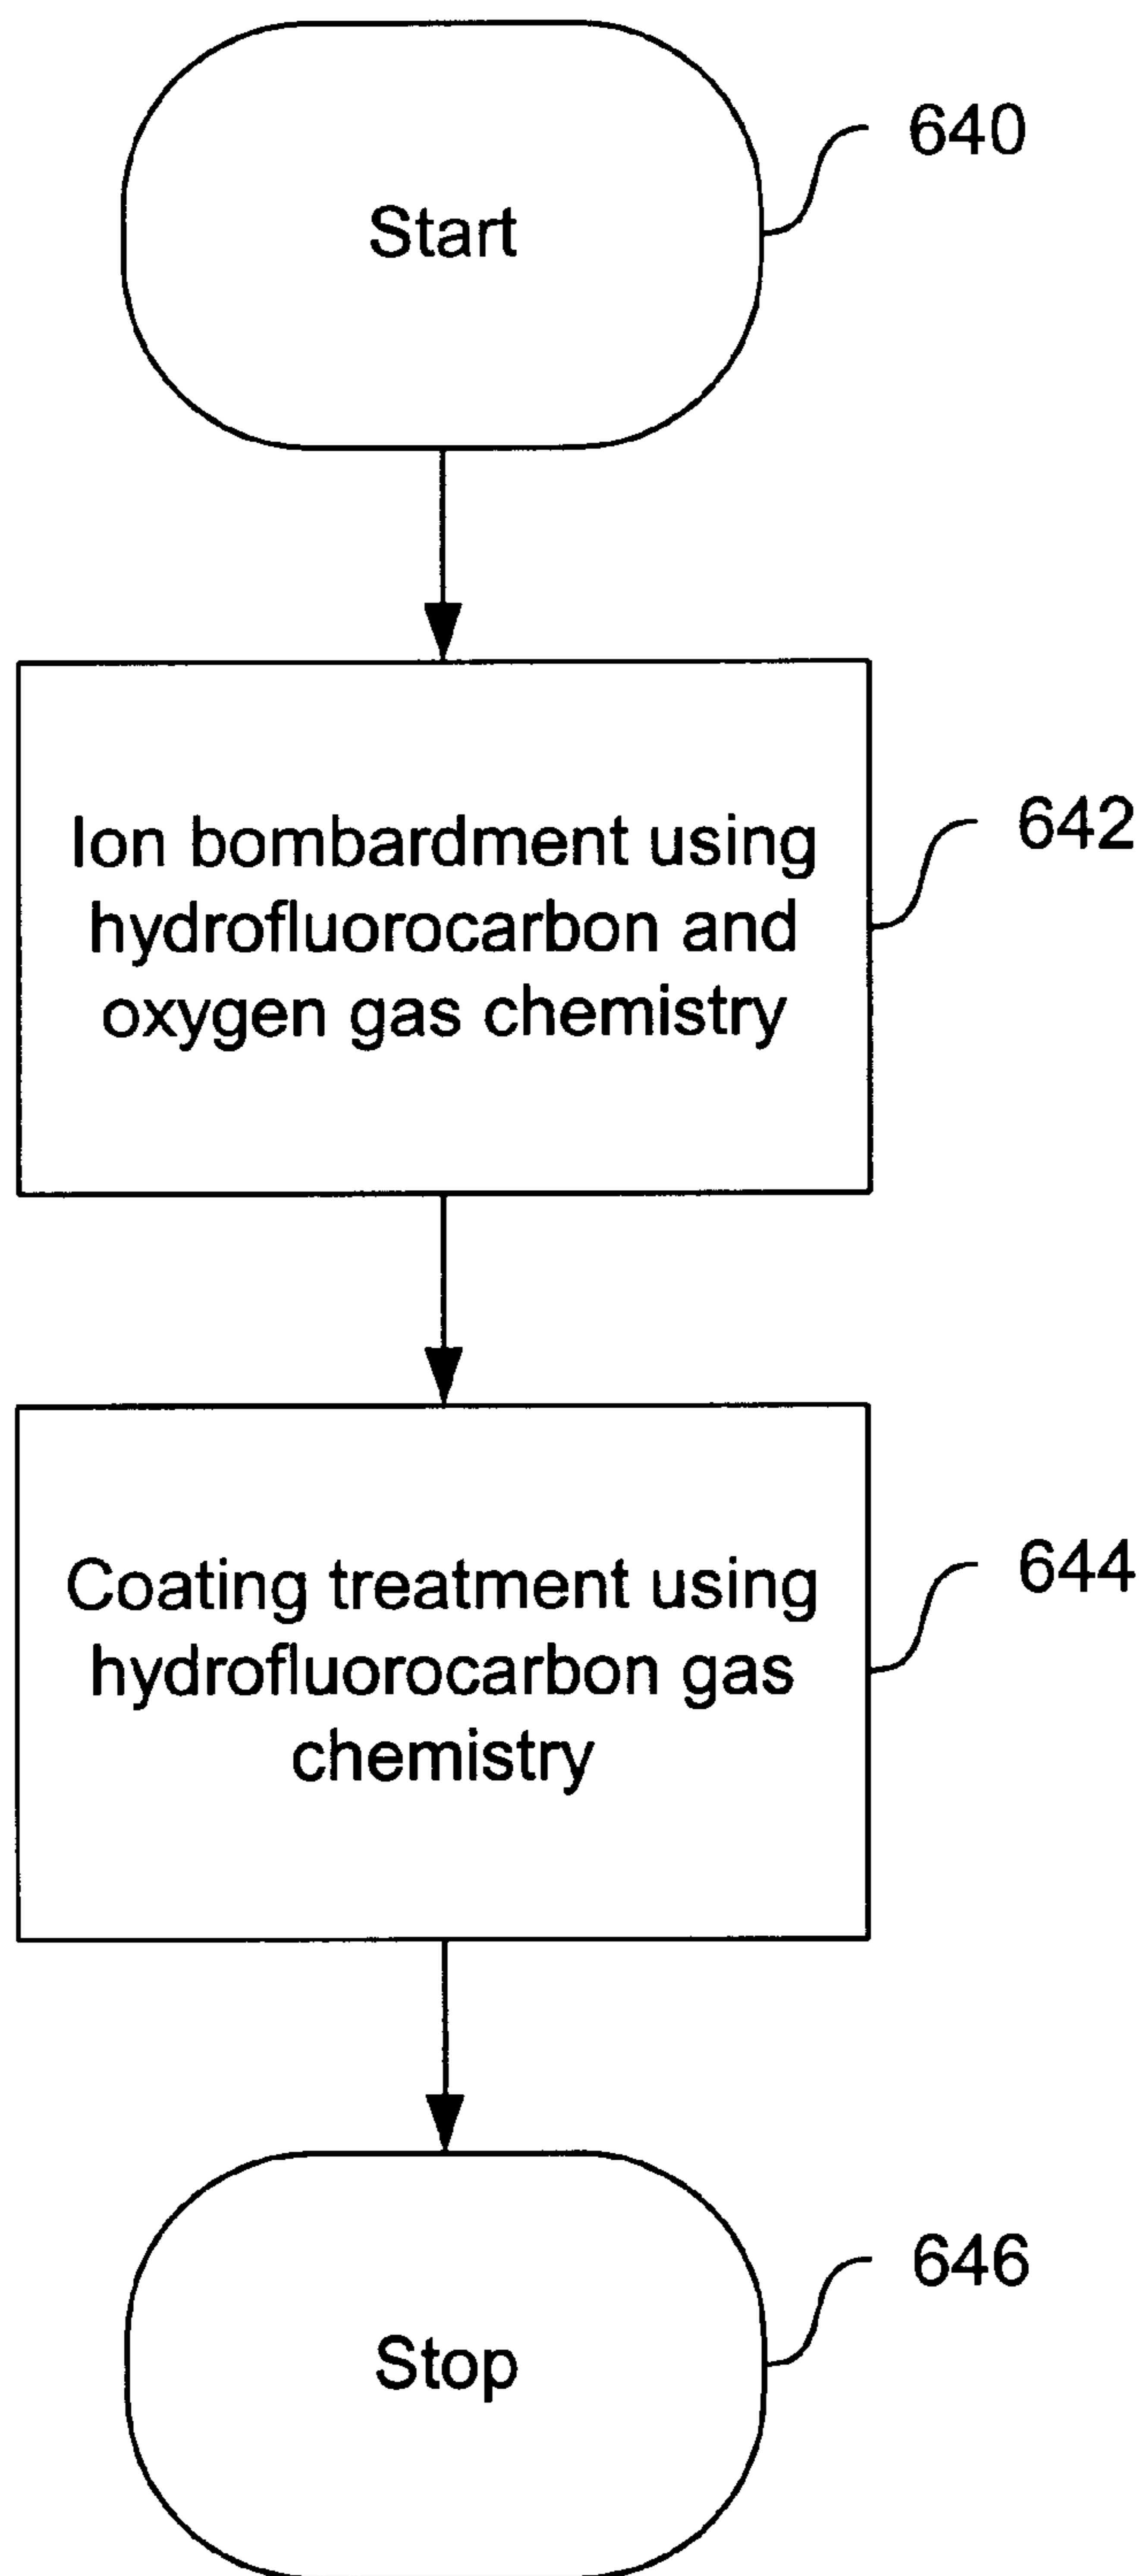 Start
640
Ion bombardment using
hydrofluorocarbon and
oxygen gas chemistry
642
Coating treatment using
hydrofluorocarbon gas
chemistry
644
Stop
646